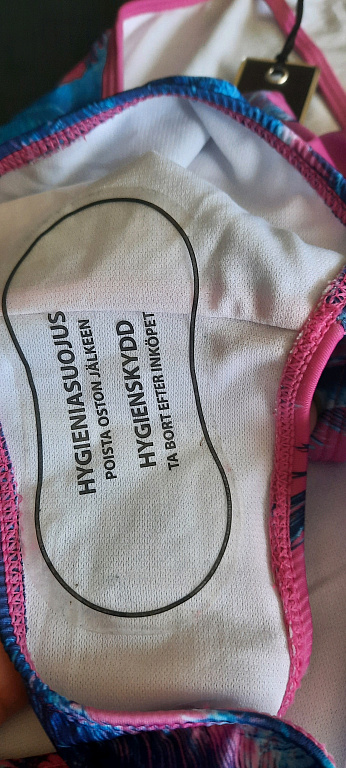 HYGIENIASUOJUS
POISTA OSTON JÄLKEEN
HYGIENSKYDD
TA BORT EFTER INKÖPET